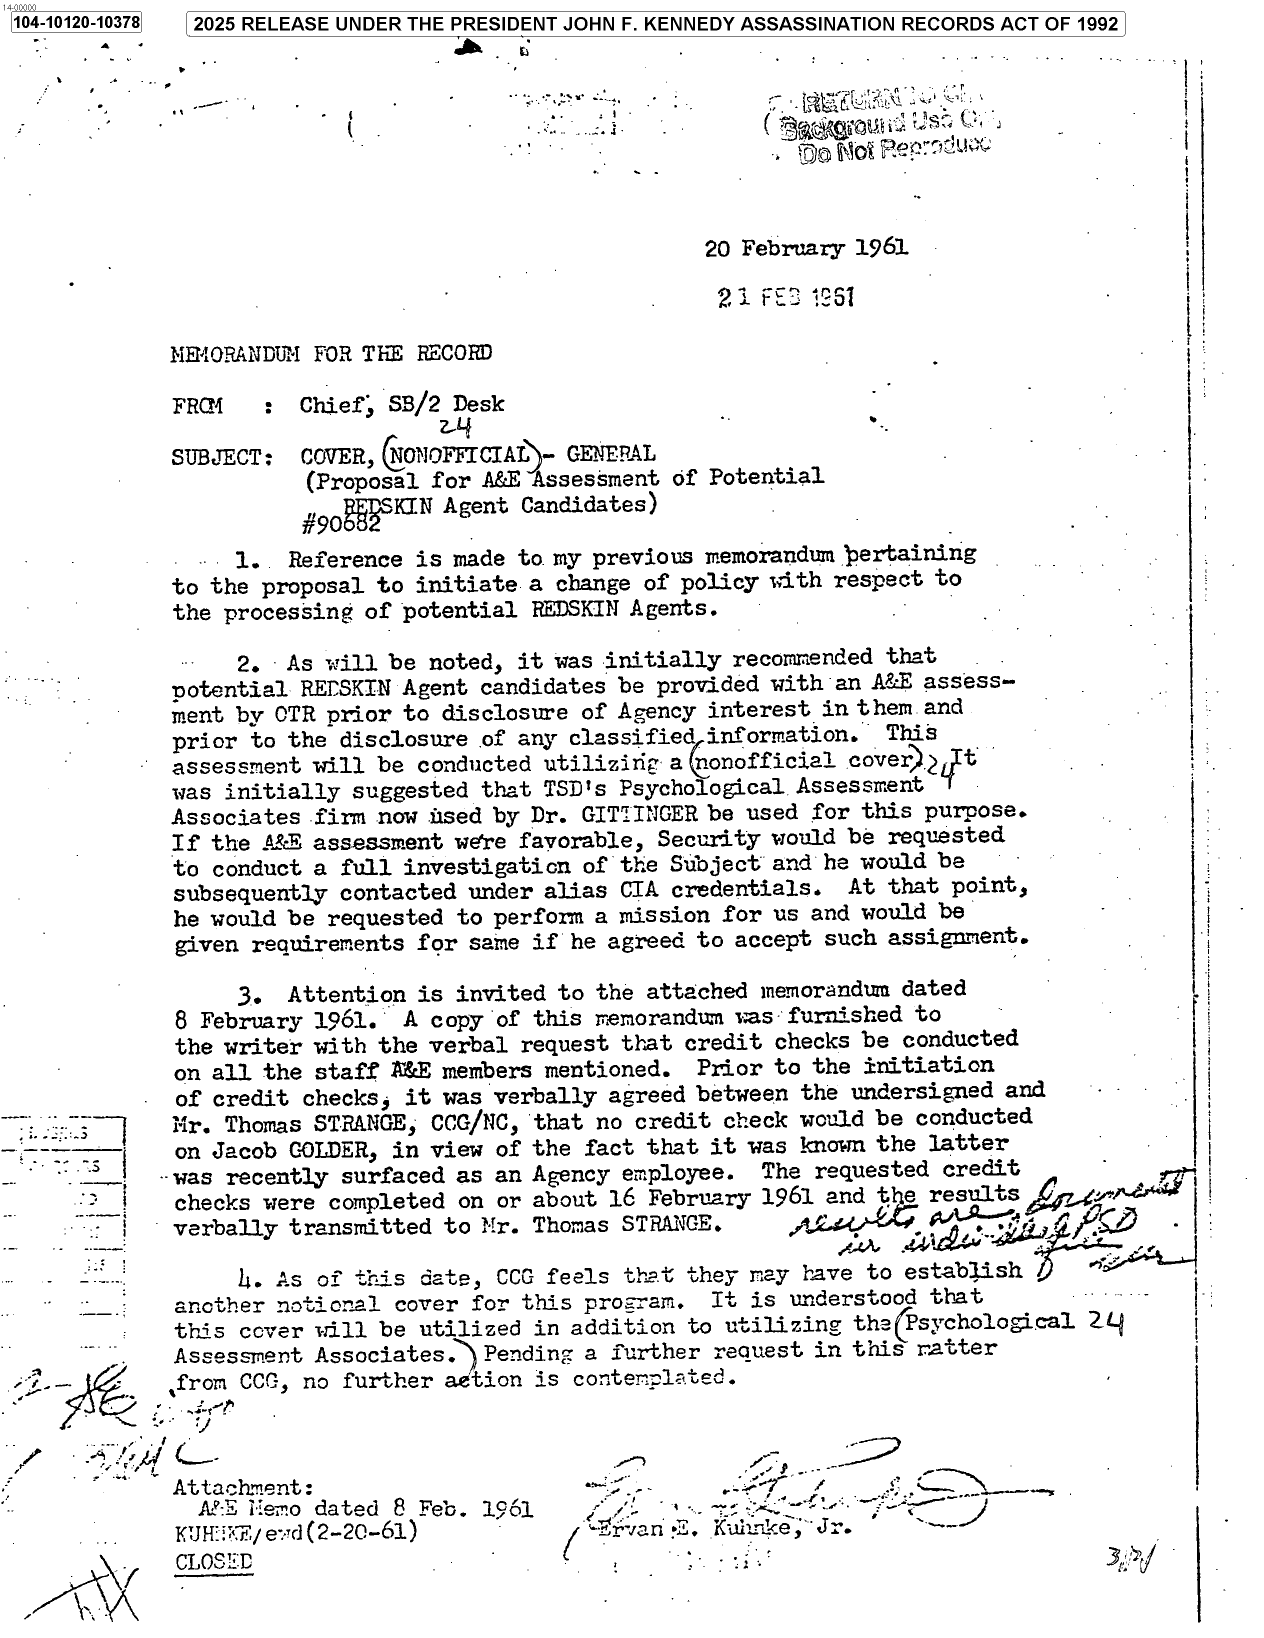 14-00000
104-10120-10378
2025 RELEASE UNDER THE PRESIDENT JOHN F. KENNEDY ASSASSINATION RECORDS ACT OF 1992
RETURN TO
Background Use
Do Not Reproduce
20 February 1961
21 FEB 1961
MEMORANDUM FOR THE RECORD
FROM : Chief, SB/2 Desk
24
SUBJECT: COVER, (NONOFFICIAL)- GENERAL
(Proposal for A&E Assessment of Potential
REDSKIN Agent Candidates)
#90682
1. Reference is made to my previous memorandum pertaining
to the proposal to initiate a change of policy with respect to
the processing of potential REDSKIN Agents.
2. As will be noted, it was initially recommended that
potential REDSKIN Agent candidates be provided with an A&E assess-
ment by OTR prior to disclosure of Agency interest in them and
prior to the disclosure of any classified information. This
assessment will be conducted utilizing a (nonofficial cover). 24 It
was initially suggested that TSD's Psychological Assessment
Associates firm now used by Dr. GITTINGER be used for this purpose.
If the A&E assessment were favorable, Security would be requested
to conduct a full investigation of the Subject and he would be
subsequently contacted under alias CIA credentials. At that point,
he would be requested to perform a mission for us and would be
given requirements for same if he agreed to accept such assignment.
3. Attention is invited to the attached memorandum dated
8 February 1961. A copy of this memorandum was furnished to
the writer with the verbal request that credit checks be conducted
on all the staff A&E members mentioned. Prior to the initiation
of credit checks, it was verbally agreed between the undersigned and
Mr. Thomas STRANGE, CCG/NC, that no credit check would be conducted
on Jacob GOLDER, in view of the fact that it was known the latter
was recently surfaced as an Agency employee. The requested credit
checks were completed on or about 16 February 1961 and the results
verbally transmitted to Mr. Thomas STRANGE.
results are
in
4. As of this date, CCG feels that they may have to establish
another notional cover for this program. It is understood that
this cover will be utilized in addition to utilizing the (Psychological 24
Assessment Associates.) Pending a further request in this matter
from CCG, no further action is contemplated.
Attachment:
A&E Memo dated 8 Feb. 1961
KUHNKE/ewd(2-20-61)
Ervan E. Kuhnke, Jr.
CLOSED